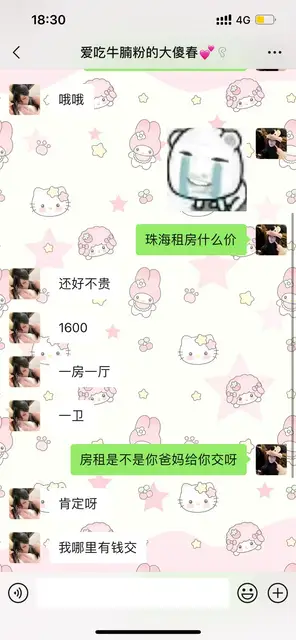 18:30
4G
爱吃牛腩粉的大傻春💕
哦哦
珠海租房什么价
还好不贵
1600
一房一厅
一卫
房租是不是你爸妈给你交呀
肯定呀
我哪里有钱交